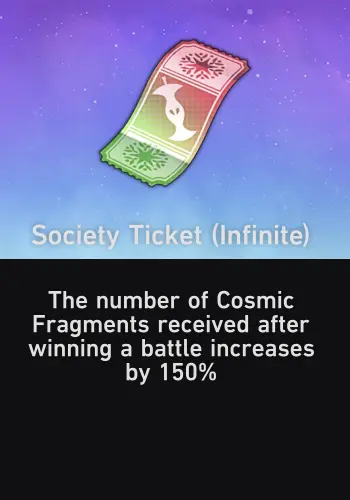 Society Ticket (Infinite)
The number of Cosmic
Fragments received after
winning a battle increases
by 150%